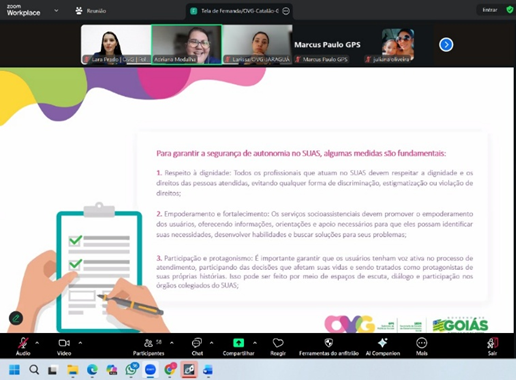 zoom
Workplace
Reunião
Tela de Fernanda/OVG-Catalão-G
Entrar
Lara Prado | OVG |
Adriana Modalha
Larissa/OVG
Marcus Paulo GPS
Marcus Paulo GPS
juliana oliveira
Para garantir a segurança de autonomia no SUAS, algumas medidas são fundamentais:
1. Respeito à dignidade: Todos os profissionais que atuam no SUAS devem respeitar a dignidade e os
direitos das pessoas atendidas, evitando qualquer forma de discriminação, estigmatização ou violação de
direitos;
2. Empoderamento e fortalecimento: Os serviços socioassistenciais devem promover o empoderamento
dos usuários, oferecendo informações, orientações e apoio necessários para que eles possam identificar
suas necessidades, desenvolver habilidades e buscar soluções para seus problemas;
3. Participação e protagonismo: É importante garantir que os usuários tenham voz ativa no processo de
atendimento, participando das decisões que afetam suas vidas e sendo tratados como protagonistas de
suas próprias histórias. Isso pode ser feito por meio de espaços de escuta, diálogo e participação nos
órgãos colegiados do SUAS;
OVG
GOIÁS
58
Áudio
Vídeo
Participantes
Chat
Compartilhar
Reagir
Ferramentas do anfitrião
AI Companion
Mais
Sair